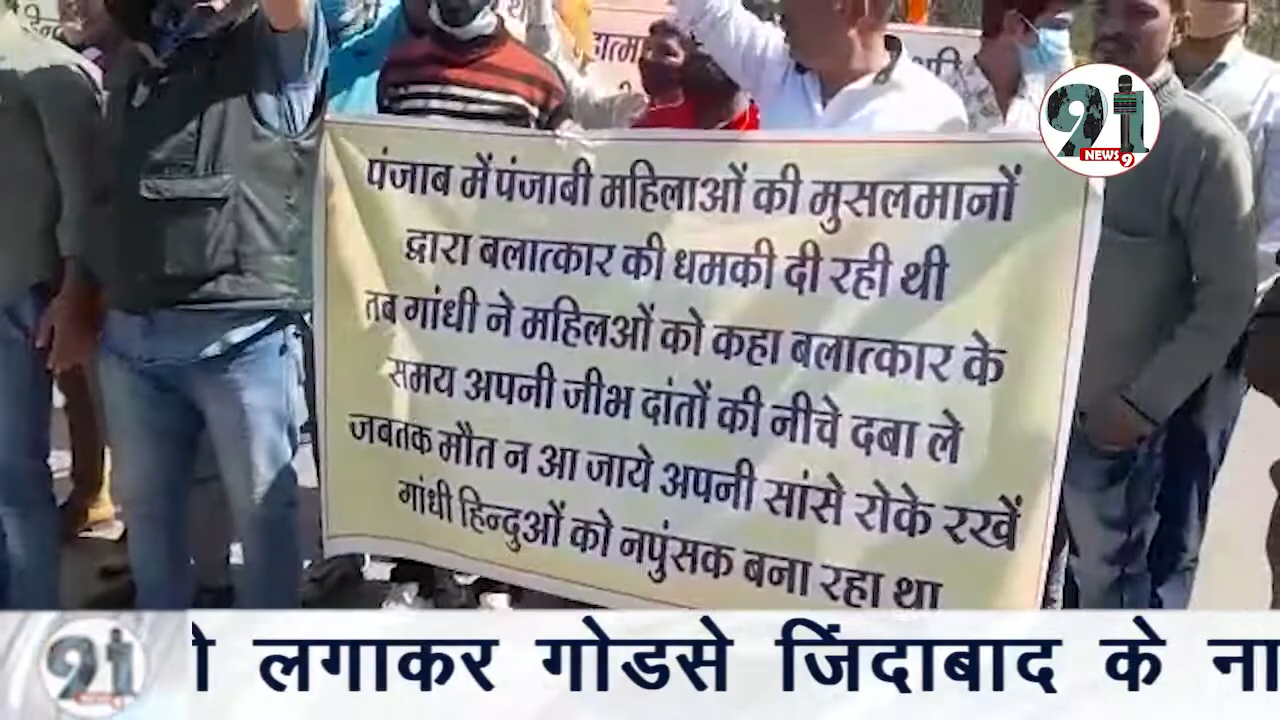 पंजाब में पंजाबी महिलाओं की मुसलमानों
द्वारा बलात्कार की धमकी दी रही थी
तब गांधी ने महिलओं को कहा बलात्कार के
समय अपनी जीभ दांतों की नीचे दबा ले
जबतक मौत न आ जाये अपनी सांसे रोके रखें
गांधी हिन्दुओं को नपुंसक बना रहा था
91
NEWS 9
91
लगाकर गोडसे जिंदाबाद के ना